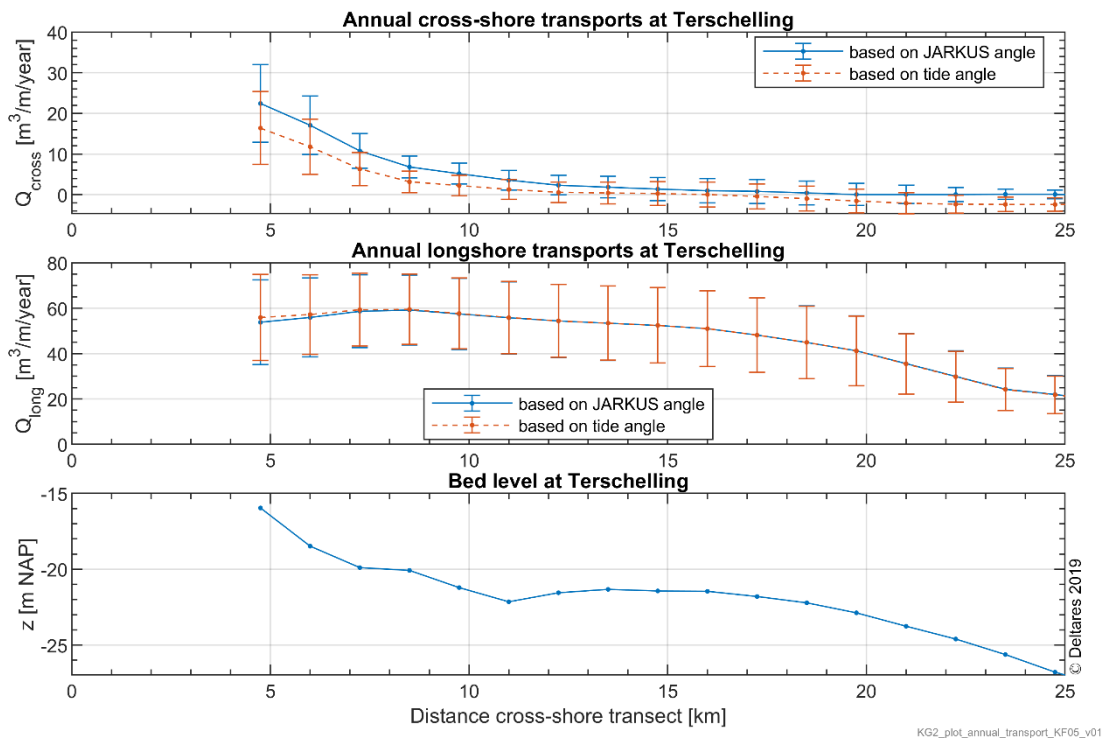 Annual cross-shore transports at Terschelling
Q_cross [m^3/m/year]
40
30
20
10
0
based on JARKUS angle
based on tide angle
0
5
10
15
20
25
Annual longshore transports at Terschelling
Q_long [m^3/m/year]
80
60
40
20
0
based on JARKUS angle
based on tide angle
0
5
10
15
20
25
Bed level at Terschelling
z [m NAP]
-15
-20
-25
0
5
10
15
20
25
Distance cross-shore transect [km]
© Deltares 2019
KG2_plot_annual_transport_KF05_v01